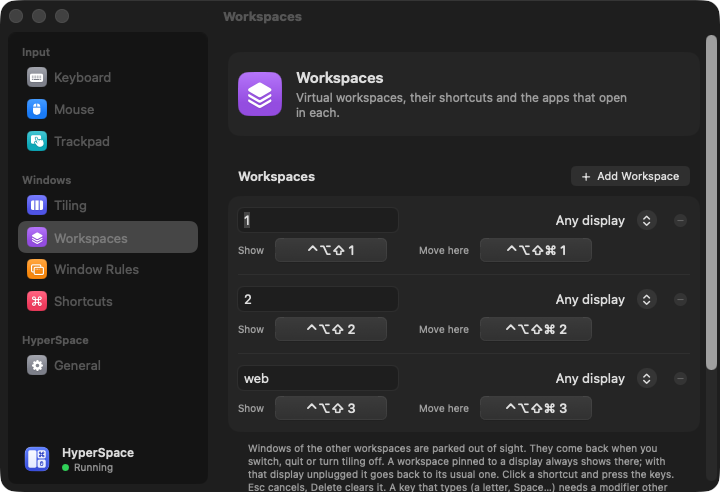 Workspaces
Input
Keyboard
Mouse
Trackpad
Windows
Tiling
Workspaces
Window Rules
Shortcuts
HyperSpace
General
HyperSpace
Running
Workspaces
Virtual workspaces, their shortcuts and the apps that open
in each.
Workspaces
+ Add Workspace
1
Any display
Show ^⌥⇧ 1 Move here ^⌥⇧⌘ 1
2
Any display
Show ^⌥⇧ 2 Move here ^⌥⇧⌘ 2
web
Any display
Show ^⌥⇧ 3 Move here ^⌥⇧⌘ 3
Windows of the other workspaces are parked out of sight. They come back when you
switch, quit or turn tiling off. A workspace pinned to a display always shows there; with
that display unplugged it goes back to its usual one. Click a shortcut and press the keys.
Esc cancels, Delete clears it. A key that types (a letter, Space…) needs a modifier other